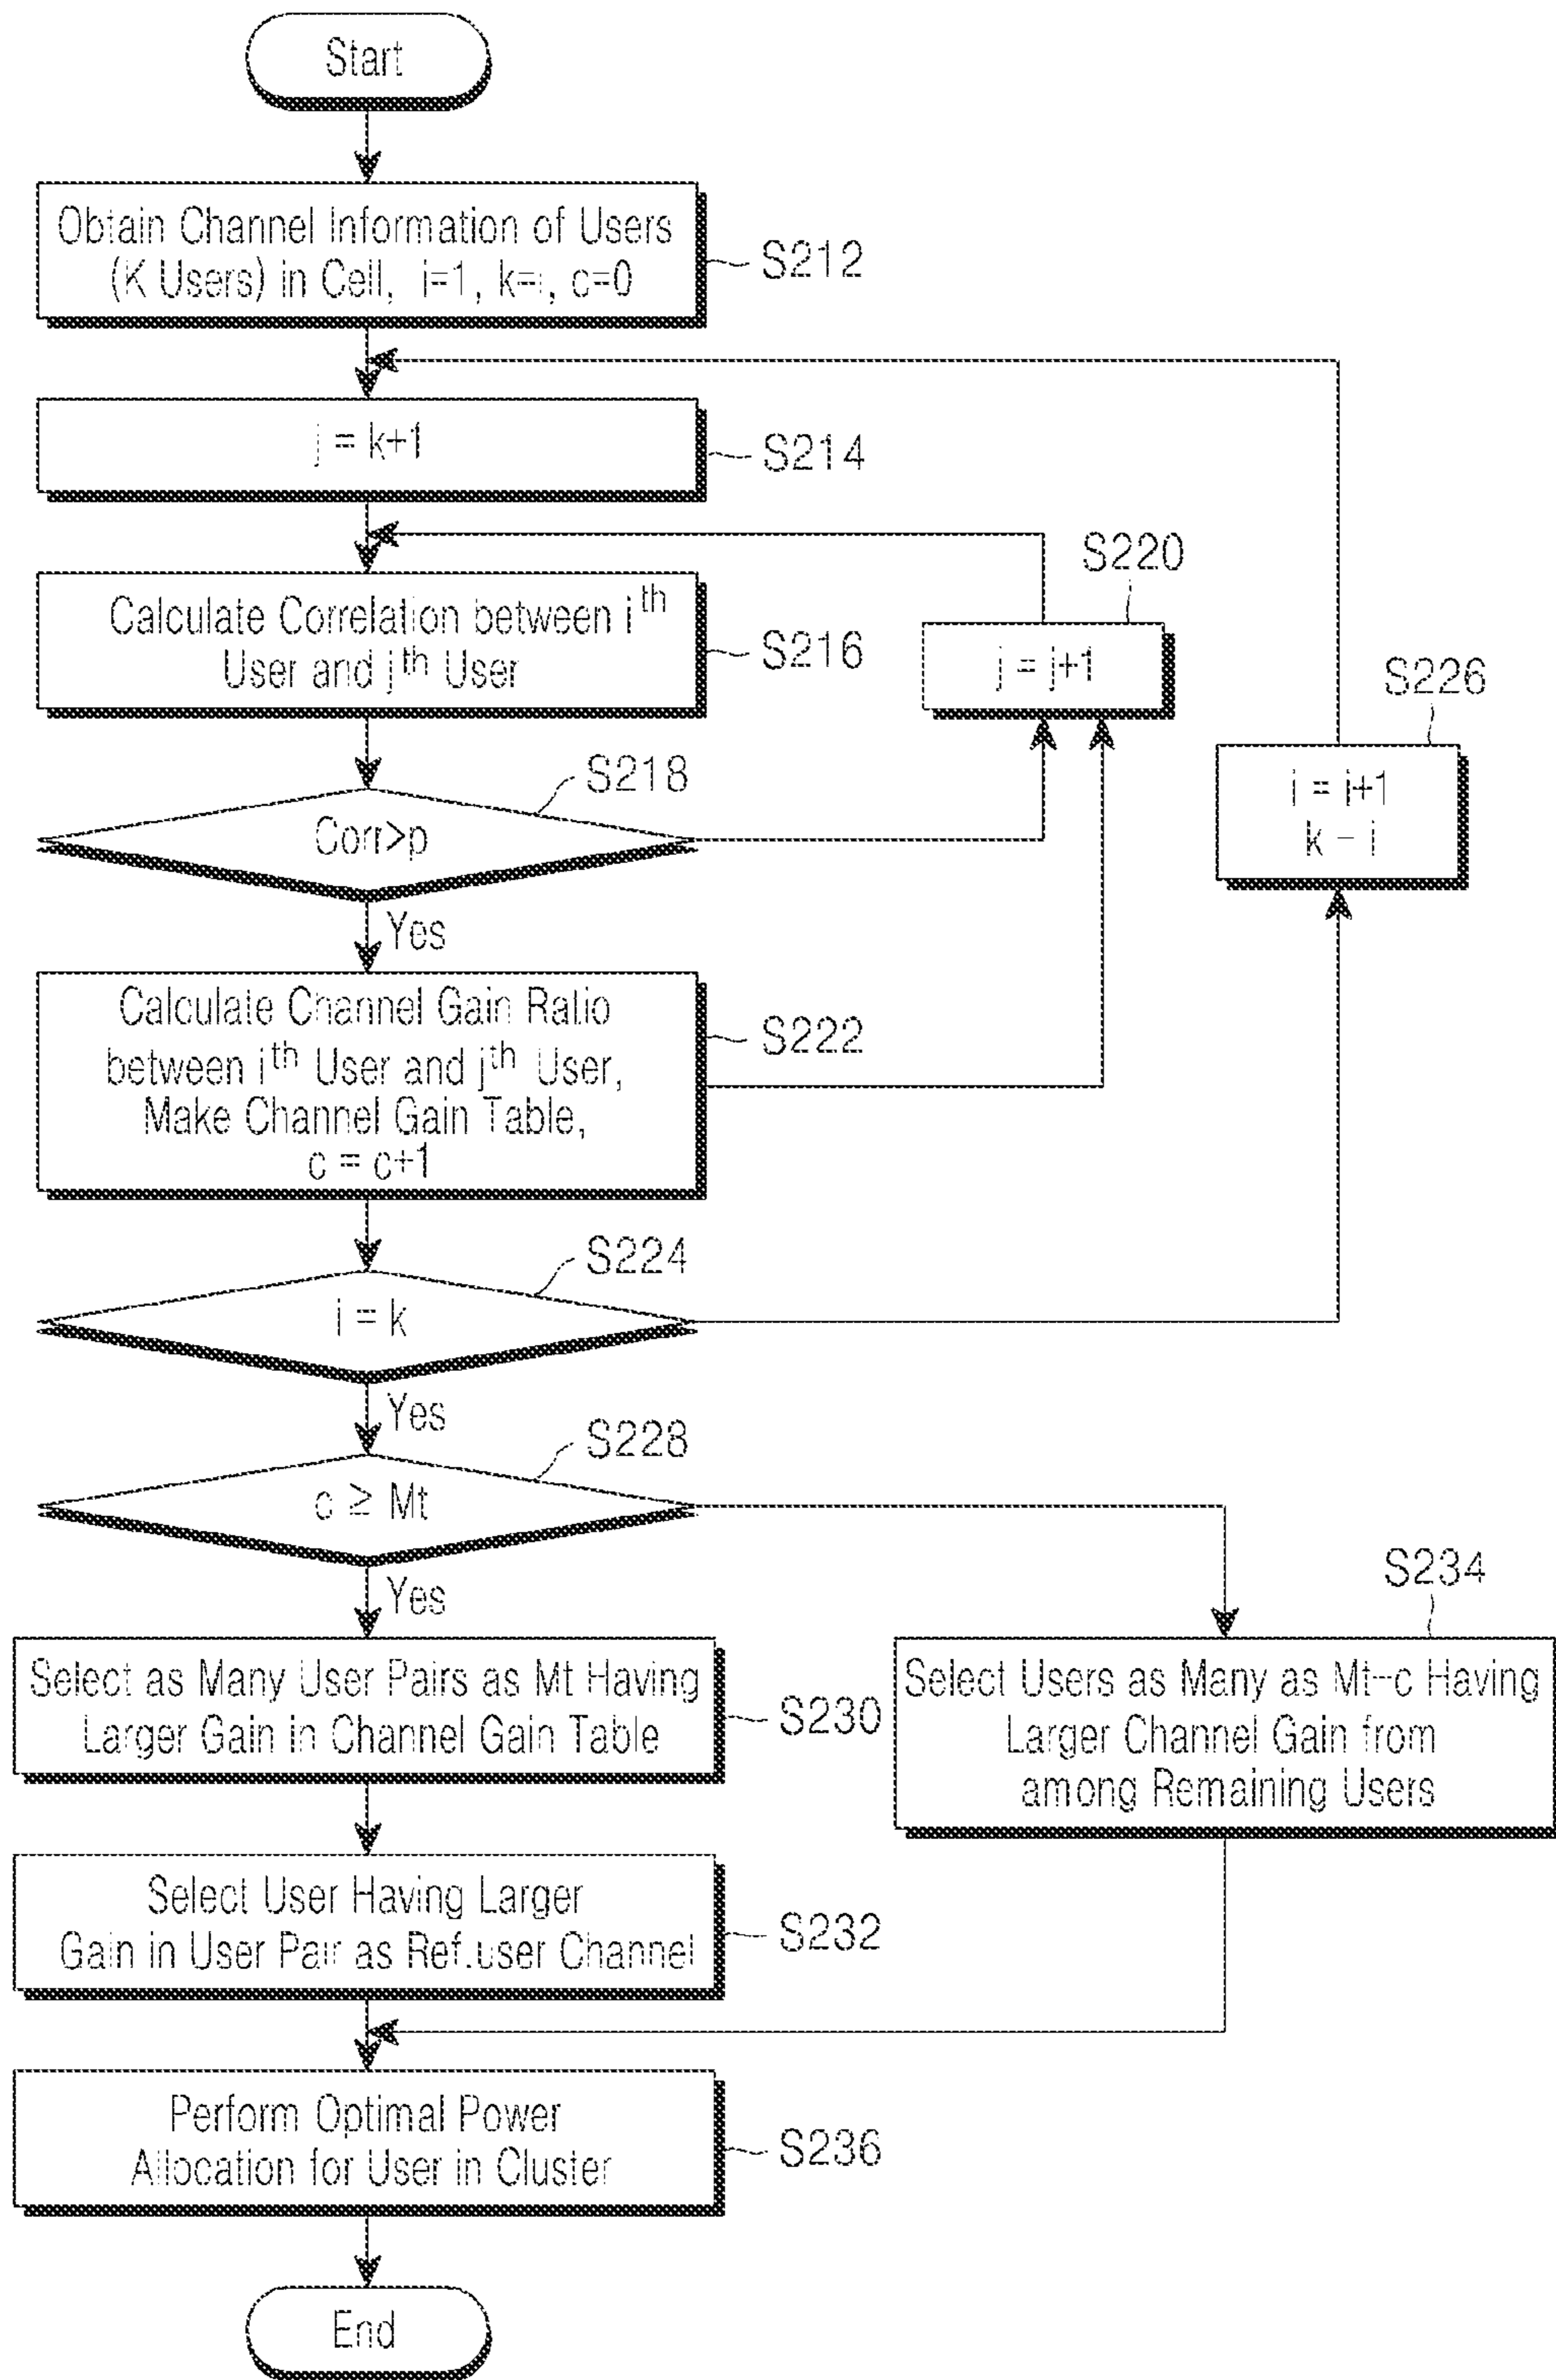 Start
Obtain Channel Information of Users
(K Users) in Cell, i=1, k=i, c=0
S212
j = k+1
S214
Calculate Correlation between i^th
User and j^th User
S216
S220
j = j+1
S226
i = i+1
k = i
S218
Corr>p
Yes
Calculate Channel Gain Ratio
between i^th User and j^th User,
Make Channel Gain Table,
c = c+1
S222
S224
i = k
Yes
S228
c ≥ Mt
Yes
S234
Select as Many User Pairs as Mt Having
Larger Gain in Channel Gain Table
S230
Select Users as Many as Mt-c Having
Larger Channel Gain from
among Remaining Users
Select User Having Larger
Gain in User Pair as Ref.user Channel
S232
Perform Optimal Power
Allocation for User in Cluster
S236
End